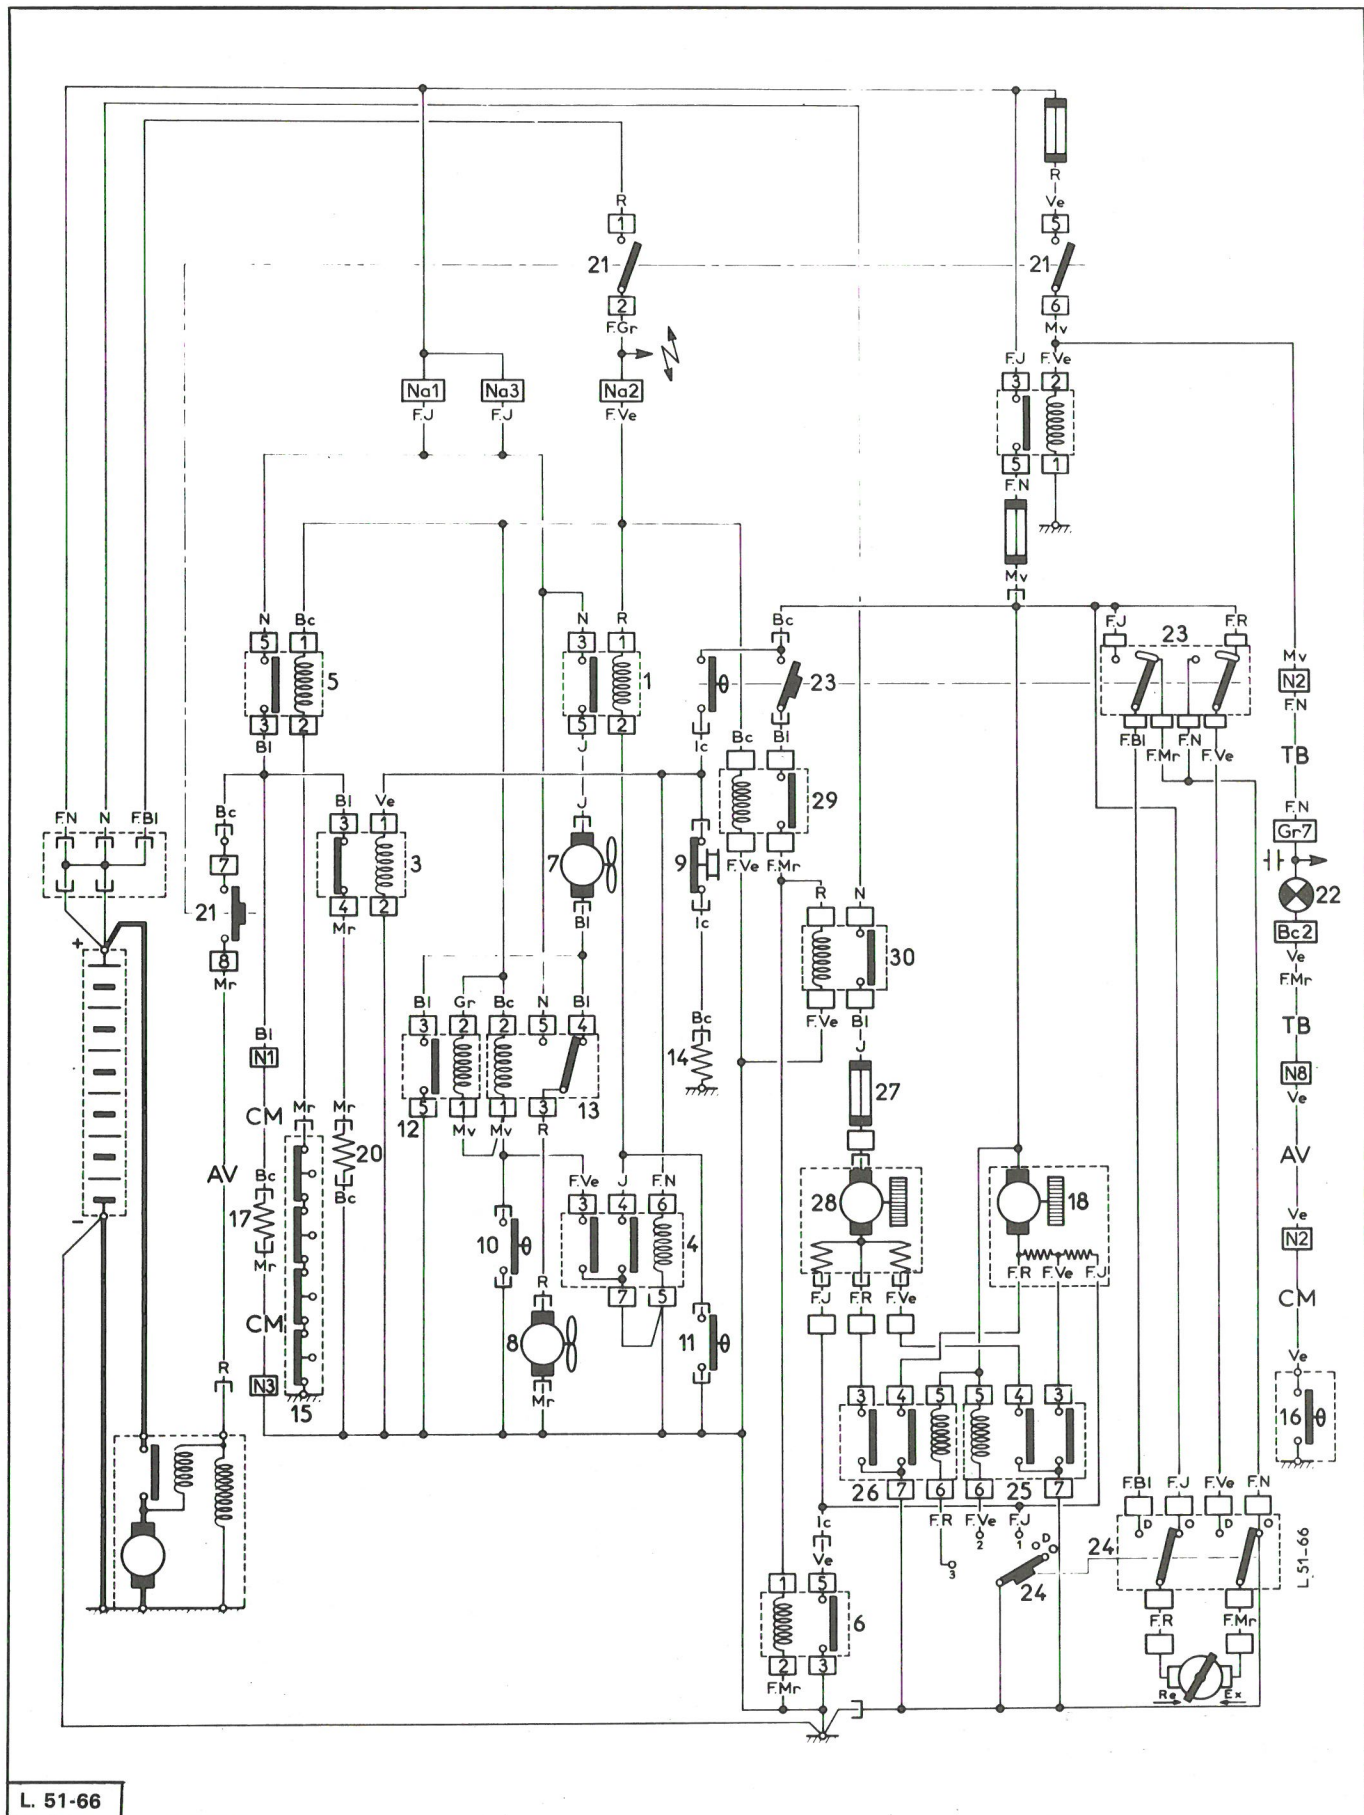 R
Ve
R
1
5
21
21
2
6
F.Gr
Mv
F.J
F.Ve
3
2
Na1
Na3
Na2
F.J
F.J
F.Ve
5
1
F.N
Mv
N
Bc
N
R
Bc
F.J
23
F.R
5
1
3
1
5
1
23
Mv
N2
F.N
3
2
5
2
Bl
J
Ic
Bc
Bl
F.Bl
F.Mr
F.N
F.Ve
TB
29
Bc
Bl
Ve
J
F.N
N
F.Bl
3
1
F.N
Gr7
7
3
7
9
F.Ve
F.Mr
22
21
4
2
Mr
Bl
Ic
R
N
Bc2
Ve
F.Mr
+
8
Mr
30
Bl
Gr
Bc
N
Bl
3
2
2
5
4
Bc
F.Ve
Bl
J
TB
Bl
N1
14
27
N8
Ve
CM
Mr
Mr
5
1
1
3
12
13
Mv
Mv
R
20
AV
Bc
Bc
F.Ve
J
F.N
3
4
6
28
18
AV
-
17
Mr
10
4
F.R
F.Ve
F.J
Ve
N2
R
7
5
F.J
F.R
F.Ve
CM
CM
8
11
R
N3
Mr
Ve
15
3
4
5
5
4
3
16
26
7
6
6
25
7
F.Bl
F.J
F.Ve
F.N
Ic
F.R
F.Ve
F.J
2
1
D
O
D
O
D
O
Ve
3
24
24
L.51-66
1
5
6
F.R
F.Mr
2
3
F.Mr
Re
Ex
L. 51-66